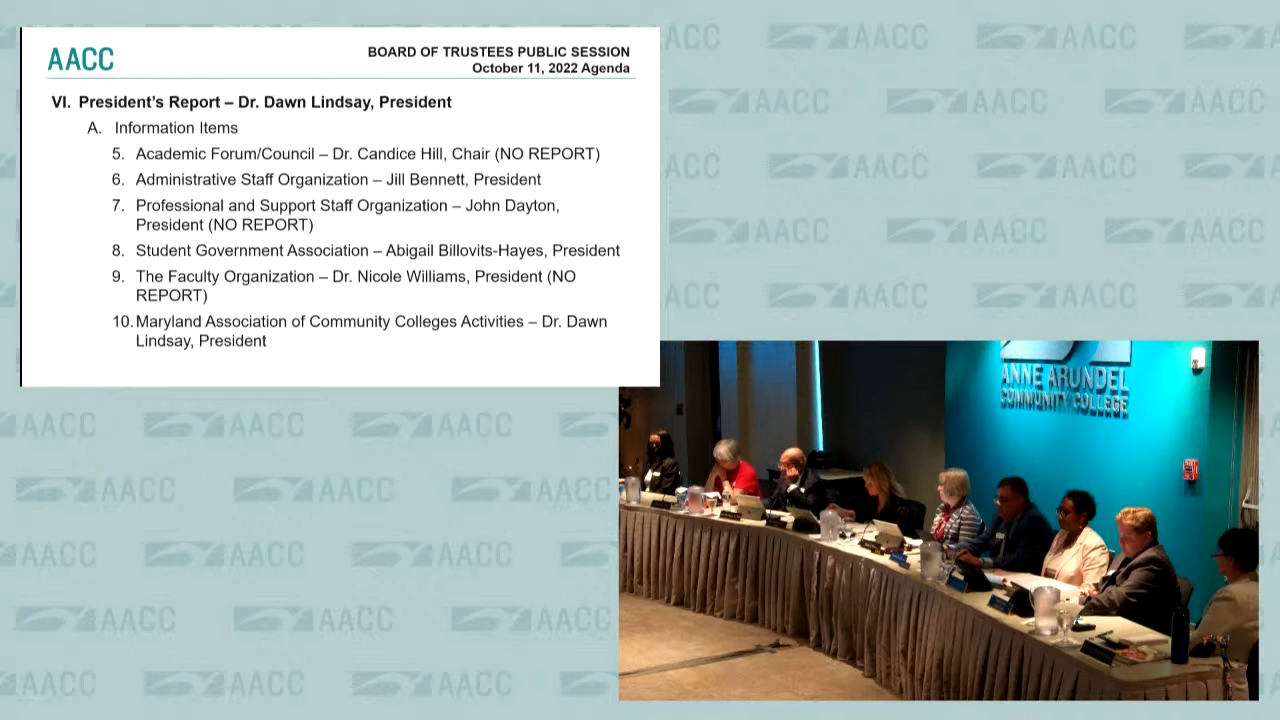 AACC
BOARD OF TRUSTEES PUBLIC SESSION
October 11, 2022 Agenda
VI. President's Report – Dr. Dawn Lindsay, President
A. Information Items
5. Academic Forum/Council – Dr. Candice Hill, Chair (NO REPORT)
6. Administrative Staff Organization – Jill Bennett, President
7. Professional and Support Staff Organization – John Dayton,
President (NO REPORT)
8. Student Government Association – Abigail Billovits-Hayes, President
9. The Faculty Organization – Dr. Nicole Williams, President (NO
REPORT)
10. Maryland Association of Community Colleges Activities – Dr. Dawn
Lindsay, President
ANNE ARUNDEL
COMMUNITY COLLEGE